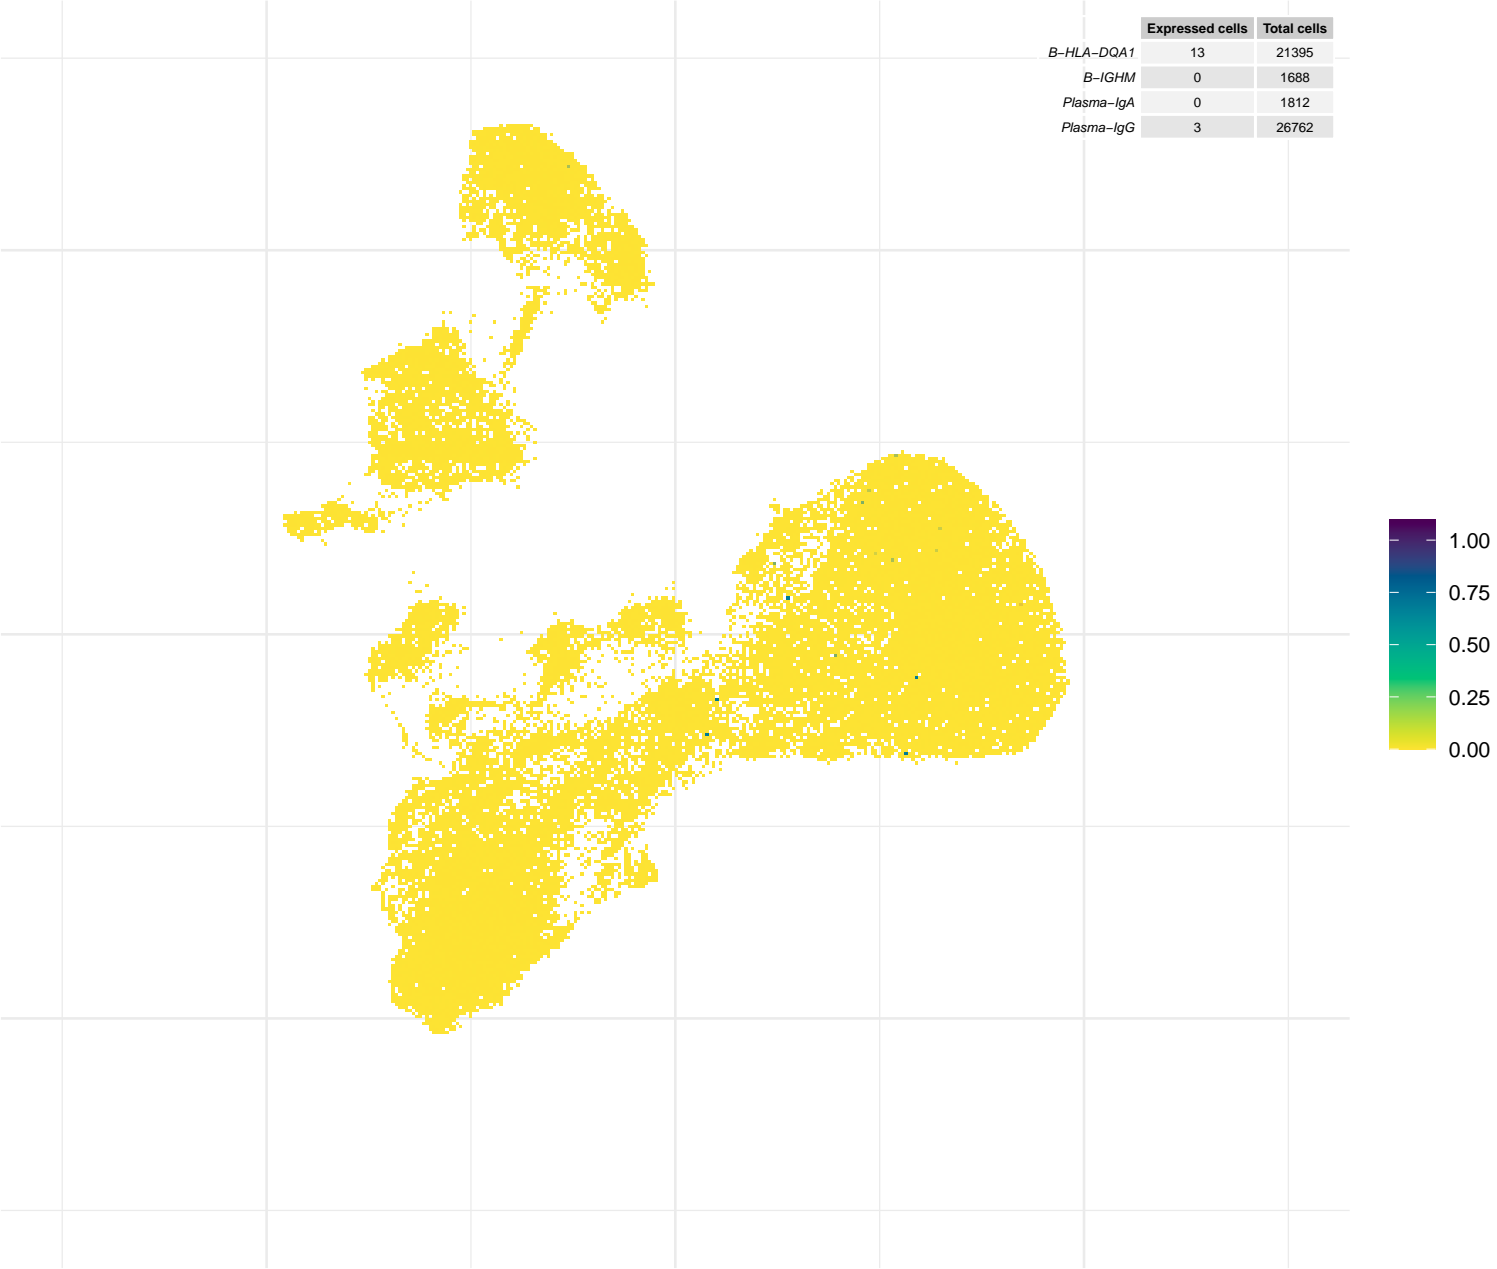 Expressed cells Total cells
B−HLA−DQA1 13 21395
B−IGHM 0 1688
Plasma−IgA 0 1812
Plasma−IgG 3 26762
1.00
0.75
0.50
0.25
0.00